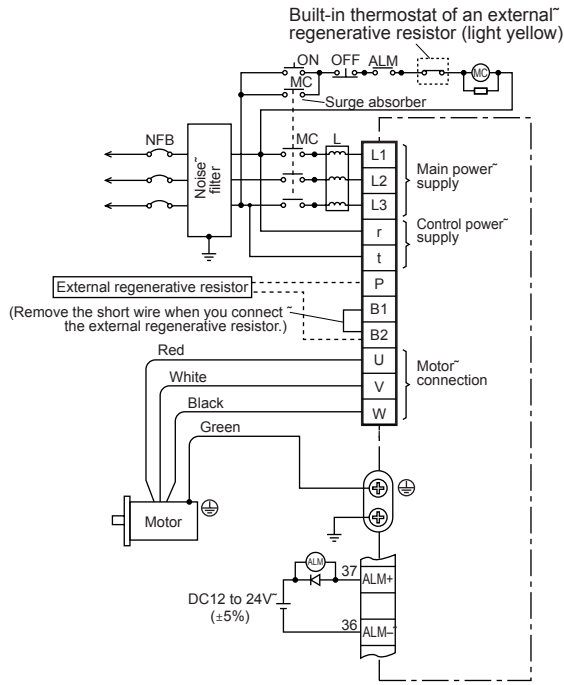 Built-in thermostat of an external~
regenerative resistor (light yellow)
ON OFF ALM
MC
MC
Surge absorber
NFB
Noise~
filter
MC L
L1
L2
L3
Main power~
supply
r
t
Control power~
supply
P
External regenerative resistor
B1
(Remove the short wire when you connect ~
the external regenerative resistor.)
B2
Red
U
White
V
Motor~
connection
Black
W
Green
Motor
ALM
37
ALM+
DC12 to 24V~
(±5%)
36
ALM–~